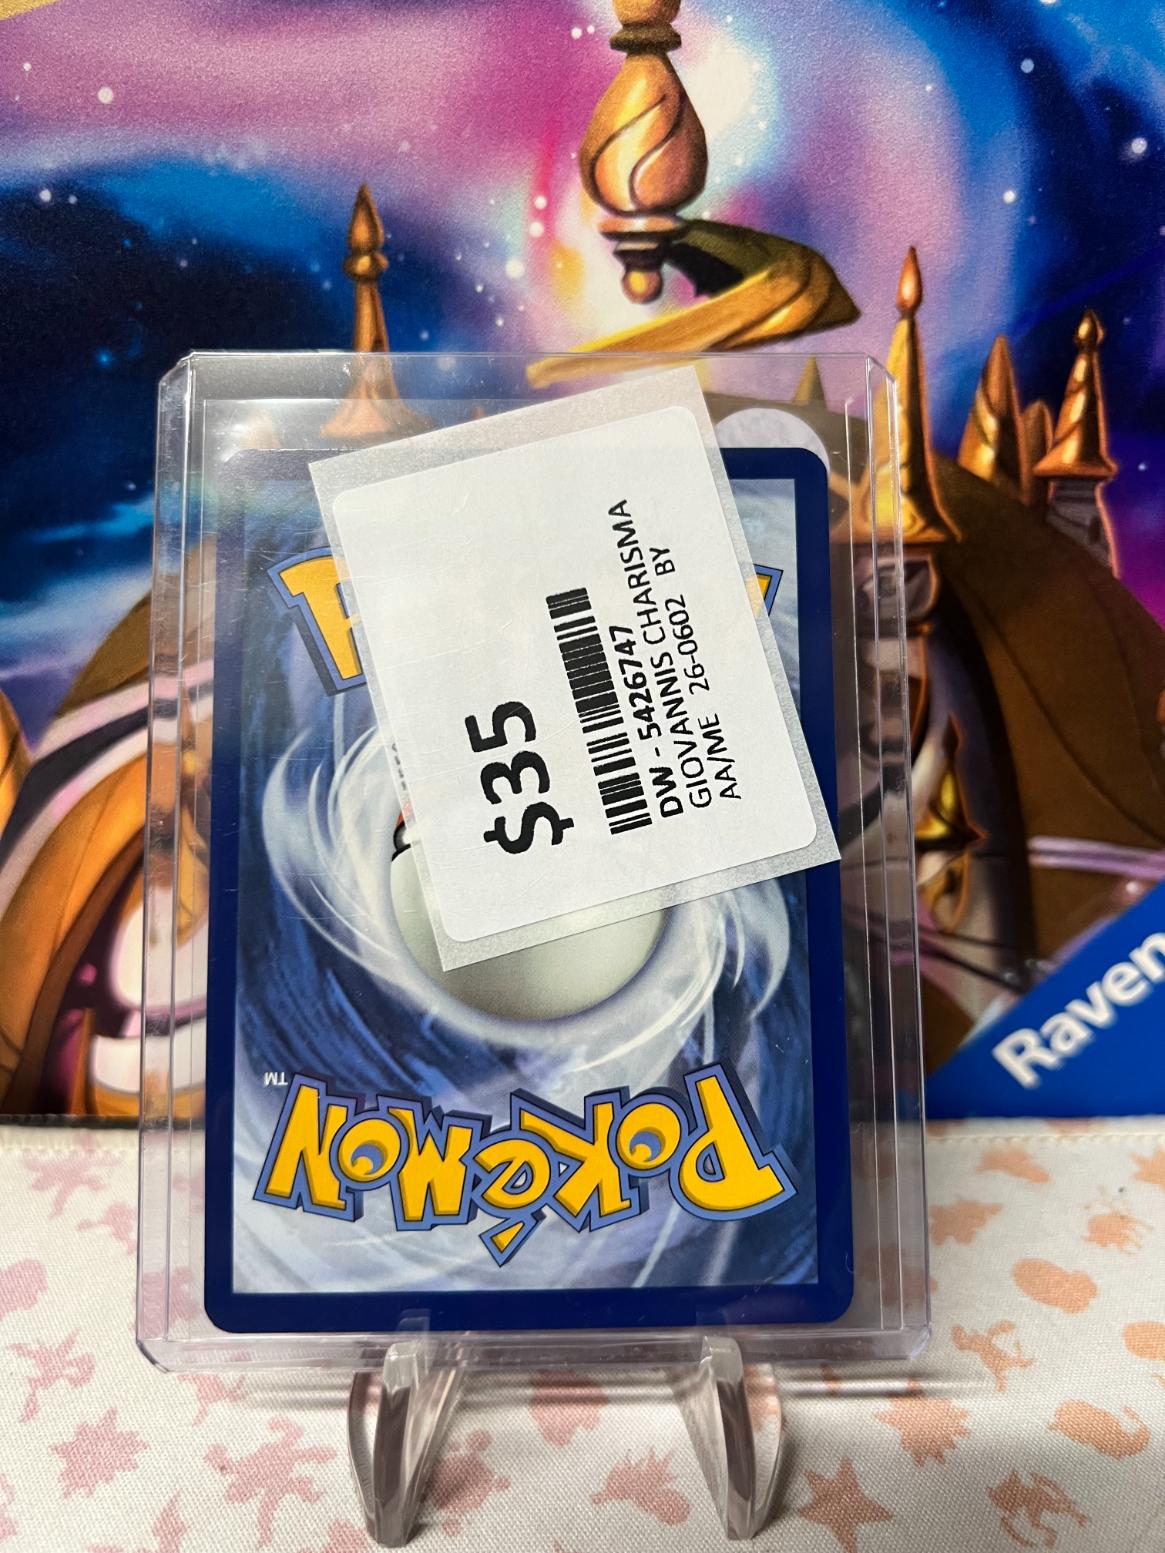 $35
DW - 5426747
GIOVANNIS CHARISMA
AA/ME 26-0602 BY
POKéMON
TM
Raven